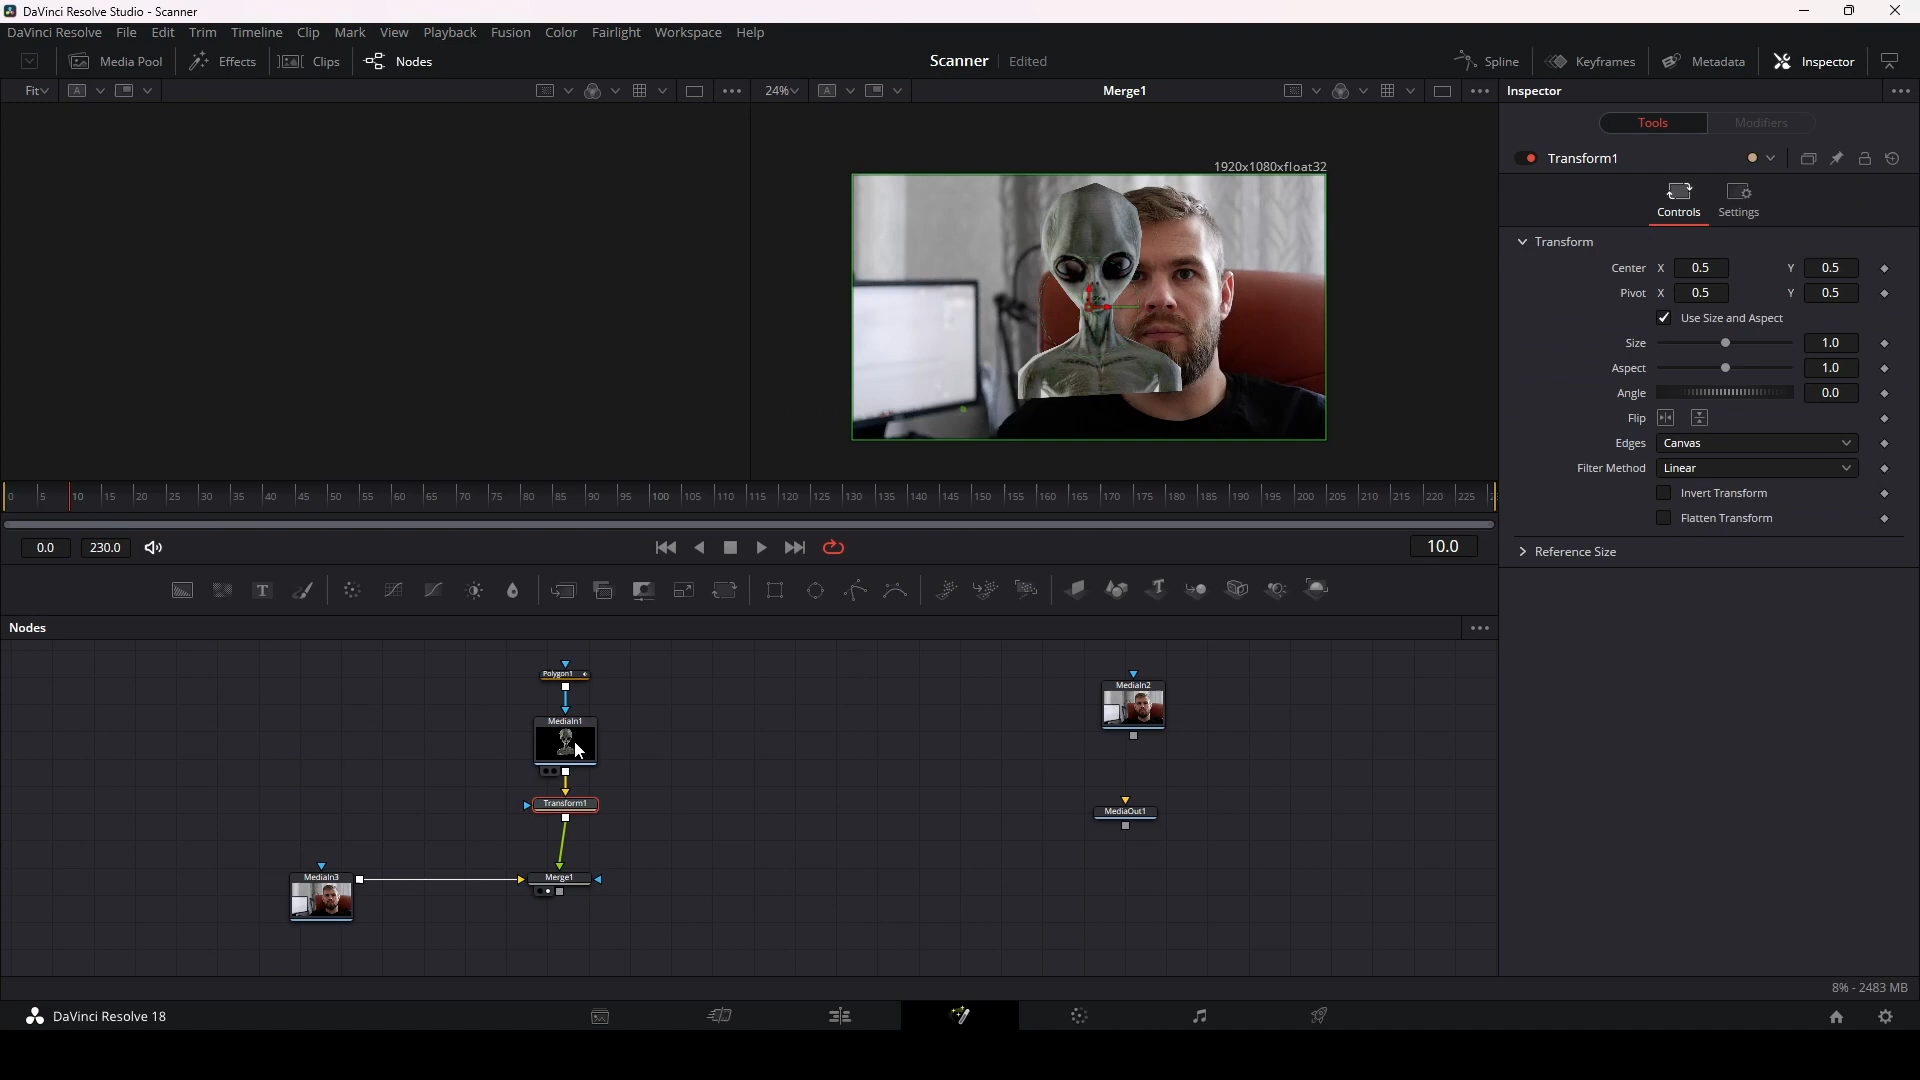 DaVinci Resolve Studio - Scanner
DaVinci Resolve File Edit Trim Timeline Clip Mark View Playback Fusion Color Fairlight Workspace Help
Media Pool Effects Clips Nodes Scanner Edited Spline Keyframes Metadata Inspector
Fit A 24% A Merge1 Inspector
Tools Modifiers
1920x1080xfloat32
Transform1
Controls Settings
Transform
Center X 0.5 Y 0.5
Pivot X 0.5 Y 0.5
Use Size and Aspect
Size 1.0
Aspect 1.0
Angle 0.0
Flip
Edges Canvas
Filter Method Linear
Invert Transform
Flatten Transform
Reference Size
0 5 10 15 20 25 30 35 40 45 50 55 60 65 70 75 80 85 90 95 100 105 110 115 120 125 130 135 140 145 150 155 160 165 170 175 180 185 190 195 200 205 210 215 220 225
0.0 230.0 10.0
Nodes
Polygon1
MediaIn1
Transform1
MediaIn3
Merge1
MediaIn2
MediaOut1
8% - 2483 MB
DaVinci Resolve 18